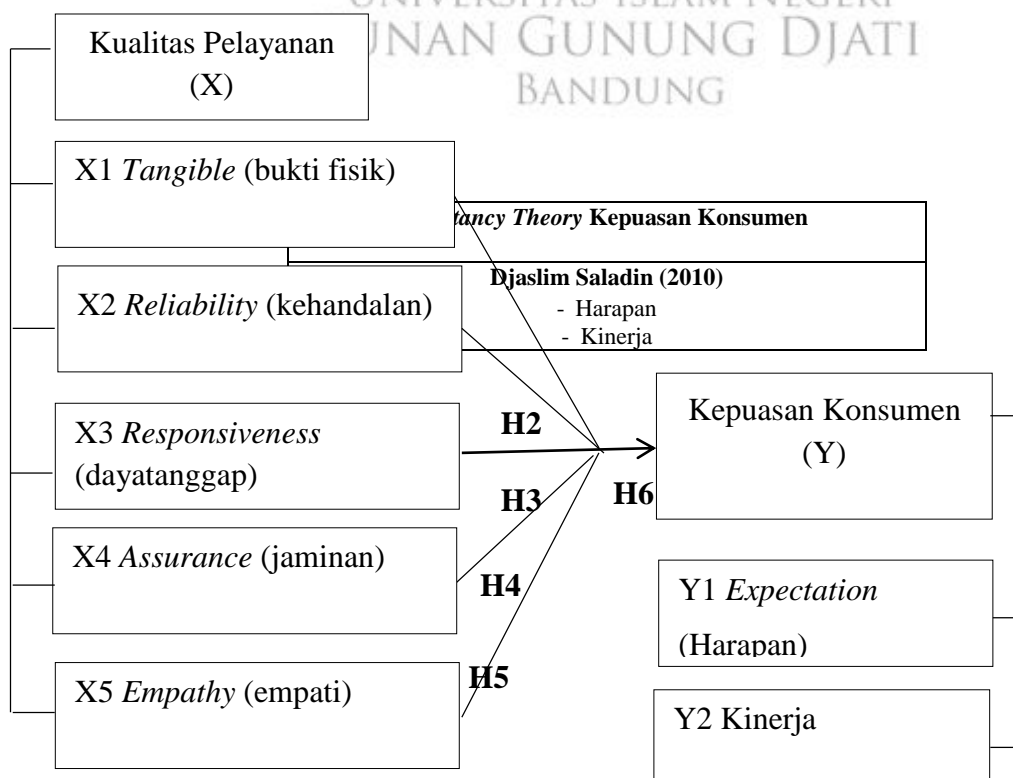 UNIVERSITAS ISLAM NEGERI
UNAN GUNUNG DJATI
BANDUNG
Kualitas Pelayanan
(X)
X1 Tangible (bukti fisik)
tancy Theory Kepuasan Konsumen
Djaslim Saladin (2010)
- Harapan
- Kinerja
X2 Reliability (kehandalan)
X3 Responsiveness
(dayatanggap)
H2
Kepuasan Konsumen
(Y)
H3
H6
X4 Assurance (jaminan)
H4
Y1 Expectation
(Harapan)
X5 Empathy (empati)
H5
Y2 Kinerja